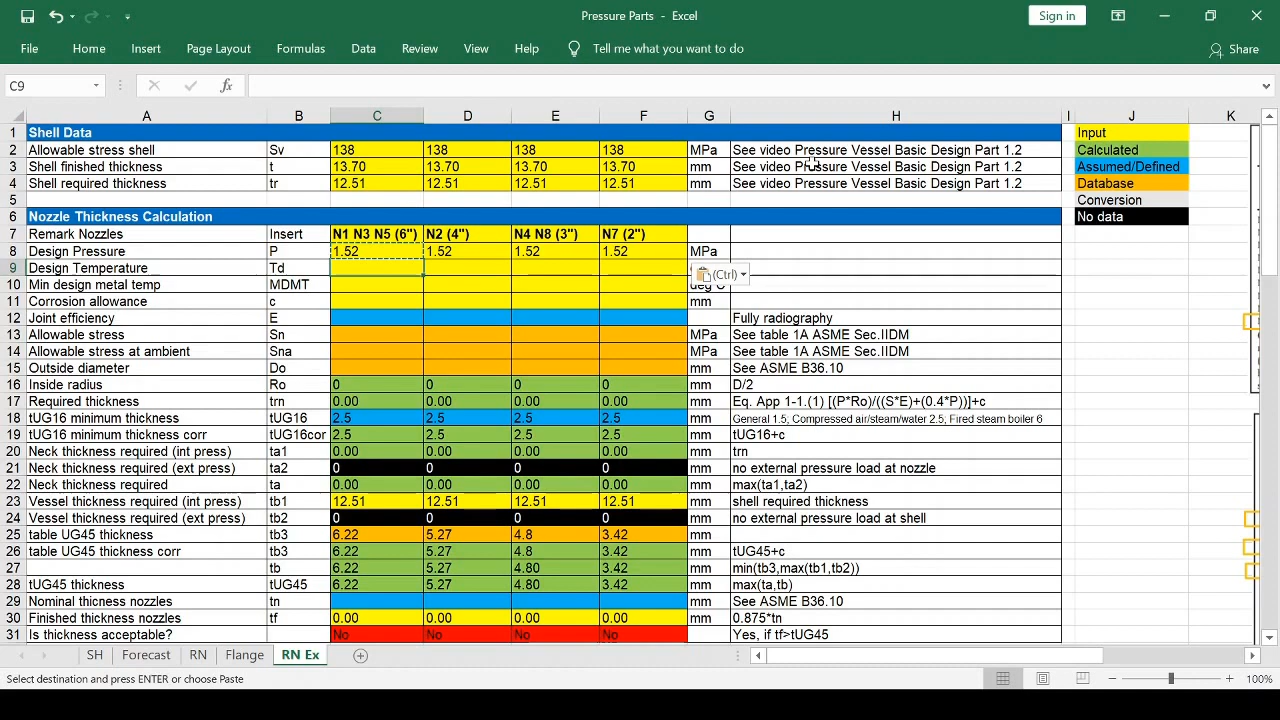 Pressure Parts - Excel
Sign in
File Home Insert Page Layout Formulas Data Review View Help Tell me what you want to do Share
C9 fx
A B C D E F G H I J K
1 Shell Data Input
2 Allowable stress shell Sv 138 138 138 138 MPa See video Pressure Vessel Basic Design Part 1.2 Calculated
3 Shell finished thickness t 13.70 13.70 13.70 13.70 mm See video Pressure Vessel Basic Design Part 1.2 Assumed/Defined
4 Shell required thickness tr 12.51 12.51 12.51 12.51 mm See video Pressure Vessel Basic Design Part 1.2 Database
5 Conversion
6 Nozzle Thickness Calculation No data
7 Remark Nozzles Insert N1 N3 N5 (6") N2 (4") N4 N8 (3") N7 (2")
8 Design Pressure P 1.52 1.52 1.52 1.52 MPa
9 Design Temperature Td (Ctrl)
10 Min design metal temp MDMT deg C
11 Corrosion allowance c mm
12 Joint efficiency E Fully radiography
13 Allowable stress Sn MPa See table 1A ASME Sec.IIDM
14 Allowable stress at ambient Sna MPa See table 1A ASME Sec.IIDM
15 Outside diameter Do mm See ASME B36.10
16 Inside radius Ro 0 0 0 0 mm D/2
17 Required thickness trn 0.00 0.00 0.00 0.00 mm Eq. App 1-1.(1) [(P*Ro)/((S*E)+(0.4*P))]+c
18 tUG16 minimum thickness tUG16 2.5 2.5 2.5 2.5 mm General 1.5; Compressed air/steam/water 2.5; Fired steam boiler 6
19 tUG16 minimum thickness corr tUG16cor 2.5 2.5 2.5 2.5 mm tUG16+c
20 Neck thickness required (int press) ta1 0.00 0.00 0.00 0.00 mm trn
21 Neck thickness required (ext press) ta2 0 0 0 0 mm no external pressure load at nozzle
22 Neck thickness required ta 0.00 0.00 0.00 0.00 mm max(ta1,ta2)
23 Vessel thickness required (int press) tb1 12.51 12.51 12.51 12.51 mm shell required thickness
24 Vessel thickness required (ext press) tb2 0 0 0 0 mm no external pressure load at shell
25 table UG45 thickness tb3 6.22 5.27 4.8 3.42 mm
26 table UG45 thickness corr tb3 6.22 5.27 4.8 3.42 mm tUG45+c
27 tb 6.22 5.27 4.80 3.42 mm min(tb3,max(tb1,tb2))
28 tUG45 thickness tUG45 6.22 5.27 4.80 3.42 mm max(ta,tb)
29 Nominal thicness nozzles tn mm See ASME B36.10
30 Finished thickness nozzles tf 0.00 0.00 0.00 0.00 mm 0.875*tn
31 Is thickness acceptable? No No No No Yes, if tf>tUG45
SH Forecast RN Flange RN Ex
Select destination and press ENTER or choose Paste 100%